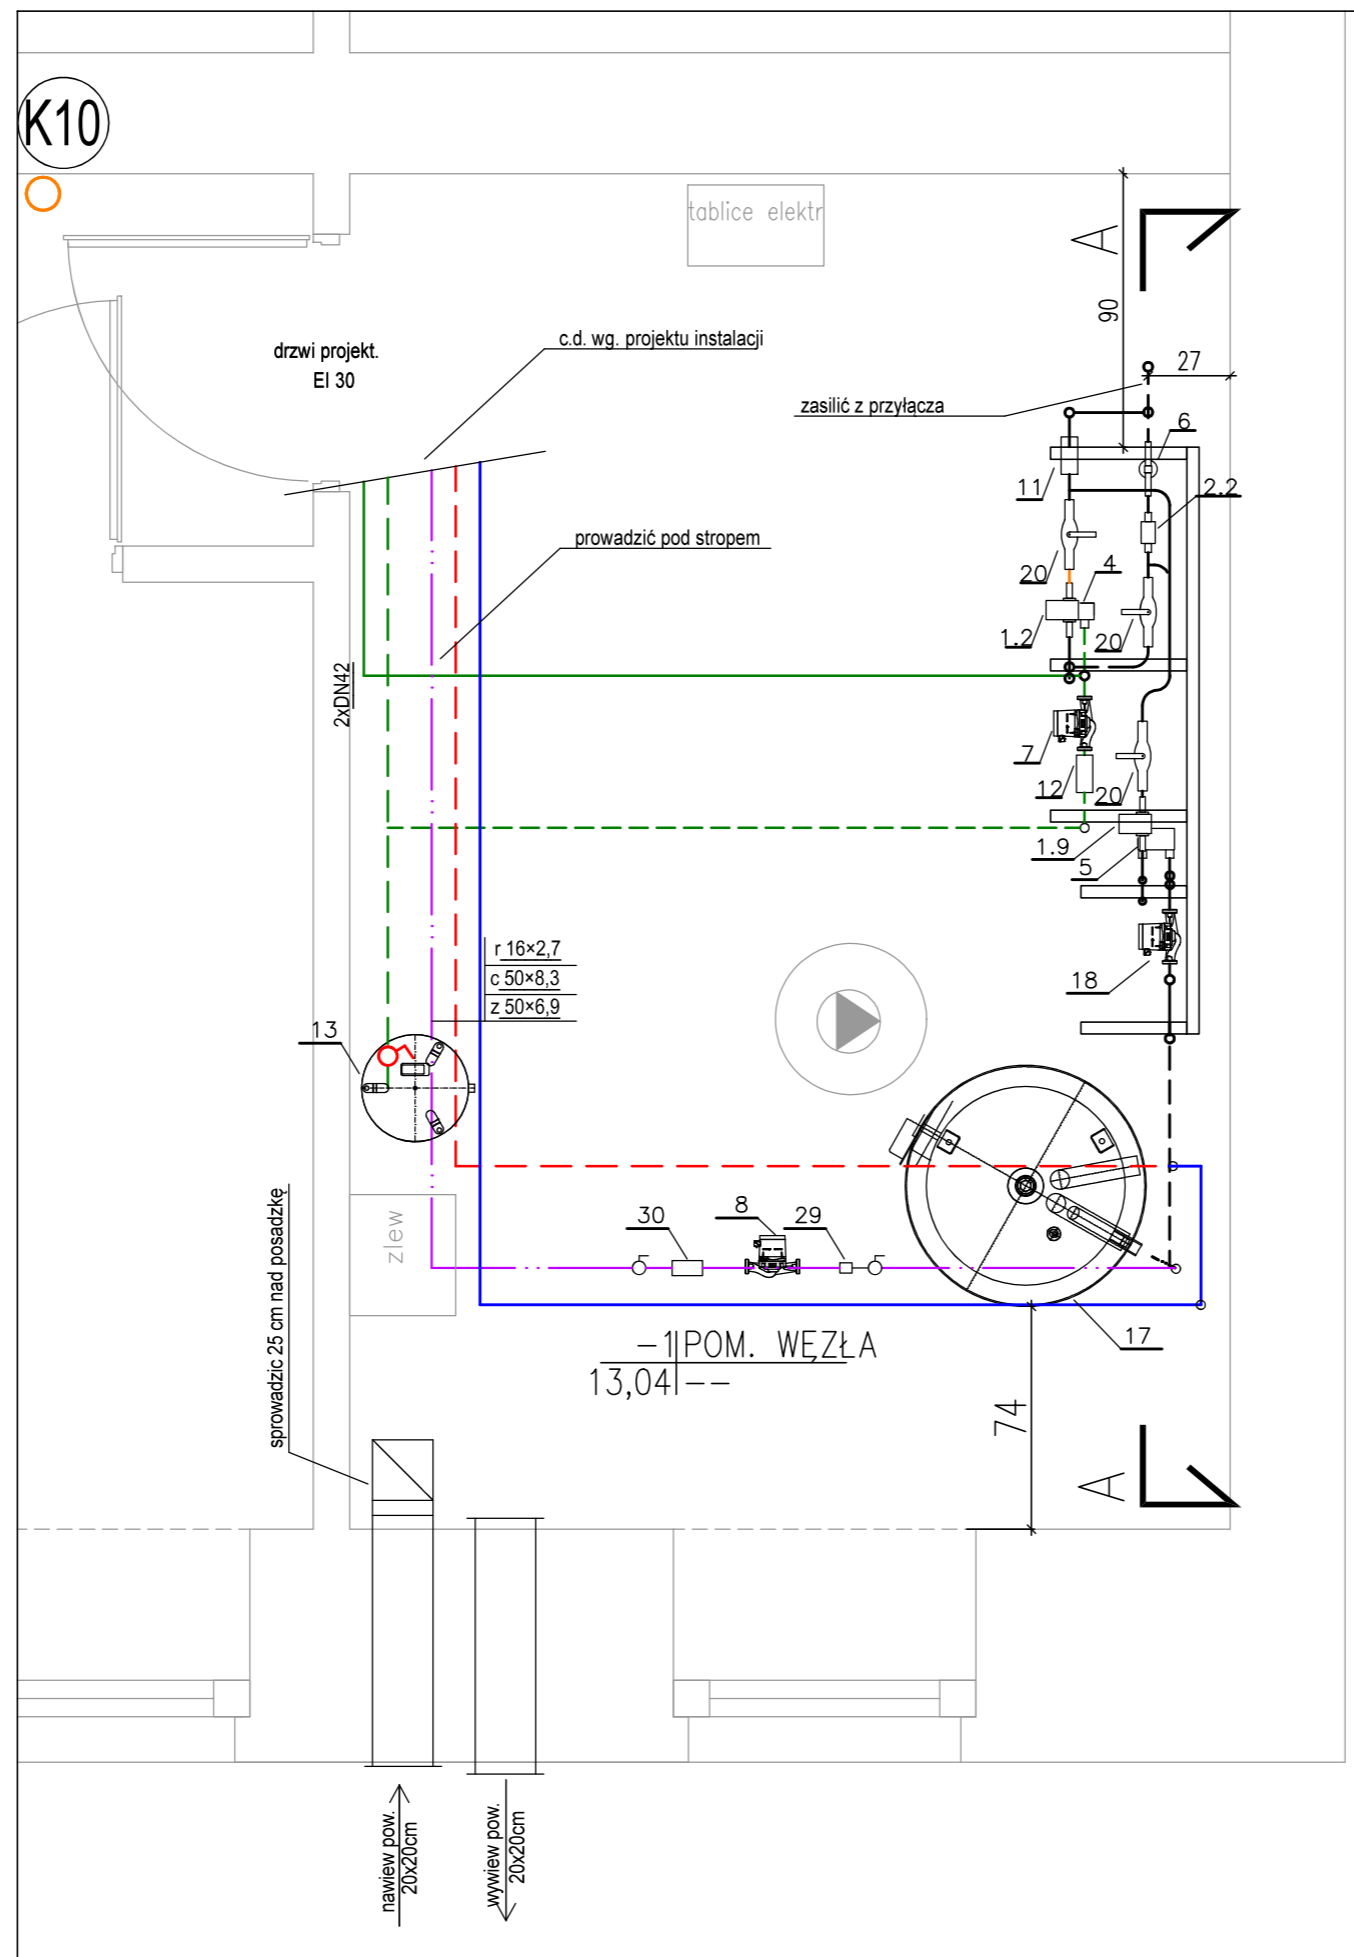 K10
tablice elektr
A
90
drzwi projekt.
EI 30
c.d. wg. projektu instalacji
27
zasilić z przyłącza
6
11
2.2
prowadzić pod stropem
20
4
1.2
20
2xDN42
7
12
20
1.9
5
r 16×2,7
c 50×8,3
z 50×6,9
18
13
sprowadzic 25 cm nad posadzkę
zlew
30
8
29
17
-1 POM. WĘZŁA
13,04 --
74
A
nawiew pow.
20x20cm
wywiew pow.
20x20cm